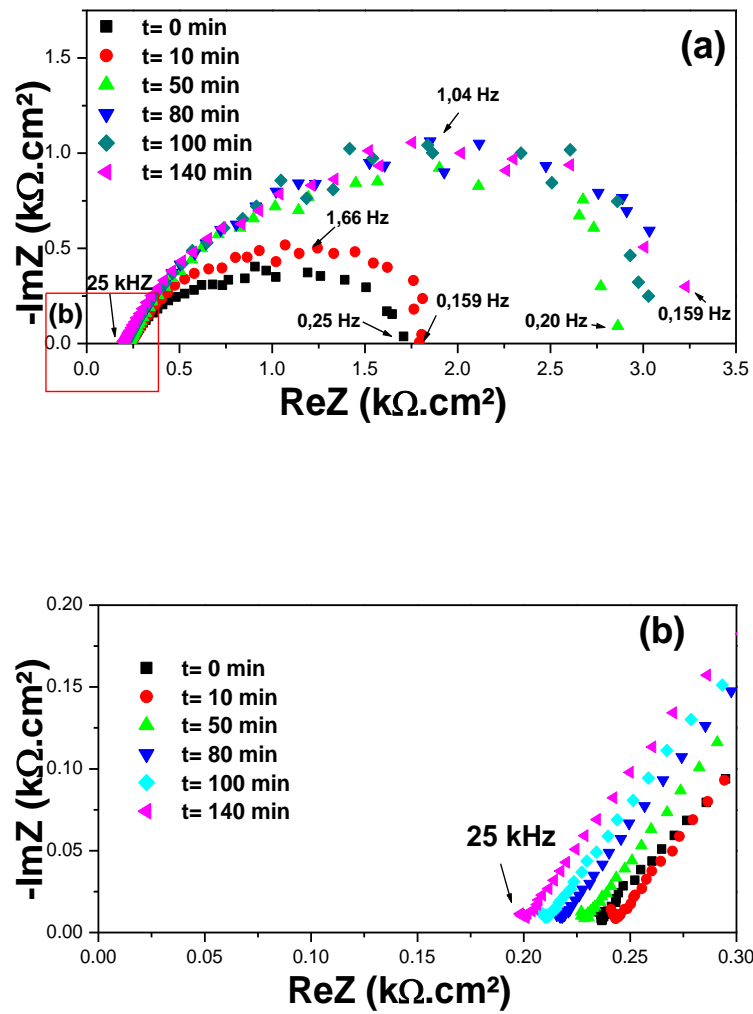 (a)
t= 0 min
t= 10 min
t= 50 min
t= 80 min
t= 100 min
t= 140 min
1,04 Hz
1,66 Hz
25 kHZ
(b)
0,25 Hz
0,159 Hz
0,20 Hz
0,159 Hz
-ImZ (kΩ.cm²)
1.5
1.0
0.5
0.0
0.0 0.5 1.0 1.5 2.0 2.5 3.0 3.5
ReZ (kΩ.cm²)
(b)
t= 0 min
t= 10 min
t= 50 min
t= 80 min
t= 100 min
t= 140 min
25 kHz
-ImZ (kΩ.cm²)
0.20
0.15
0.10
0.05
0.00
0.00 0.05 0.10 0.15 0.20 0.25 0.30
ReZ (kΩ.cm²)